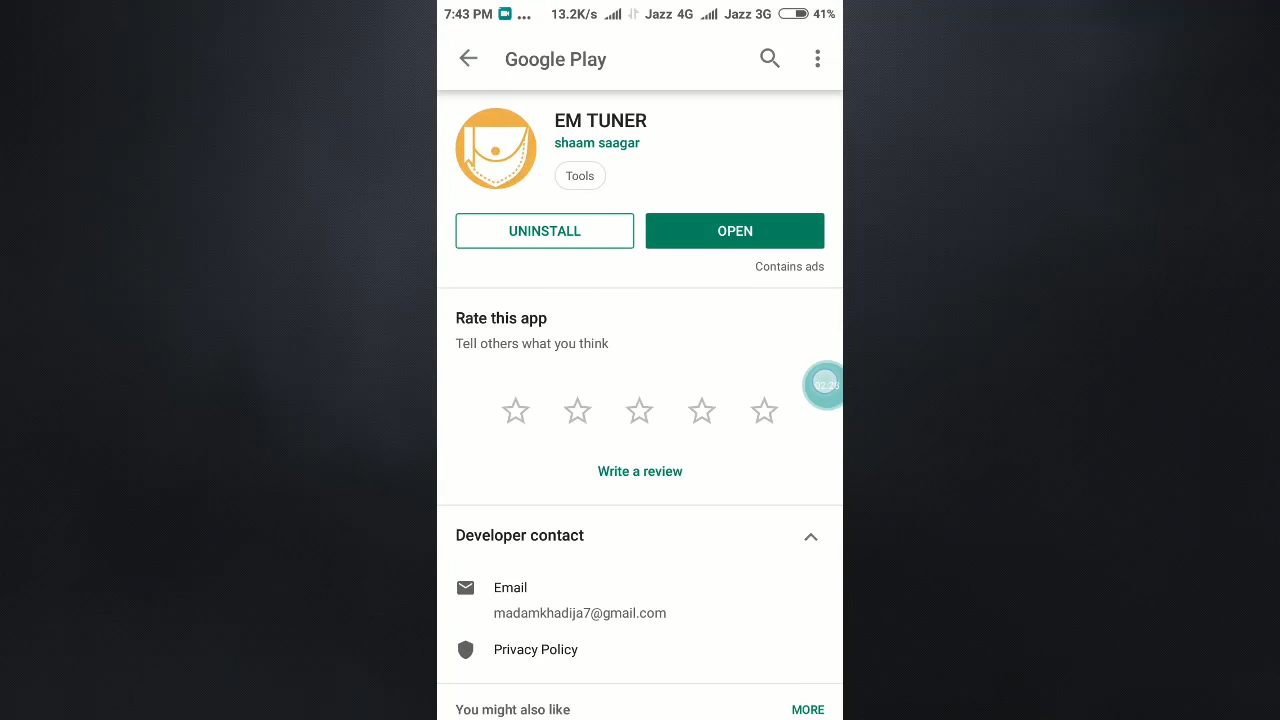 7:43 PM ... 13.2K/s Jazz 4G Jazz 3G 41%
Google Play
EM TUNER
shaam saagar
Tools
UNINSTALL OPEN
Contains ads
Rate this app
Tell others what you think
02:23
Write a review
Developer contact
Email
madamkhadija7@gmail.com
Privacy Policy
You might also like MORE